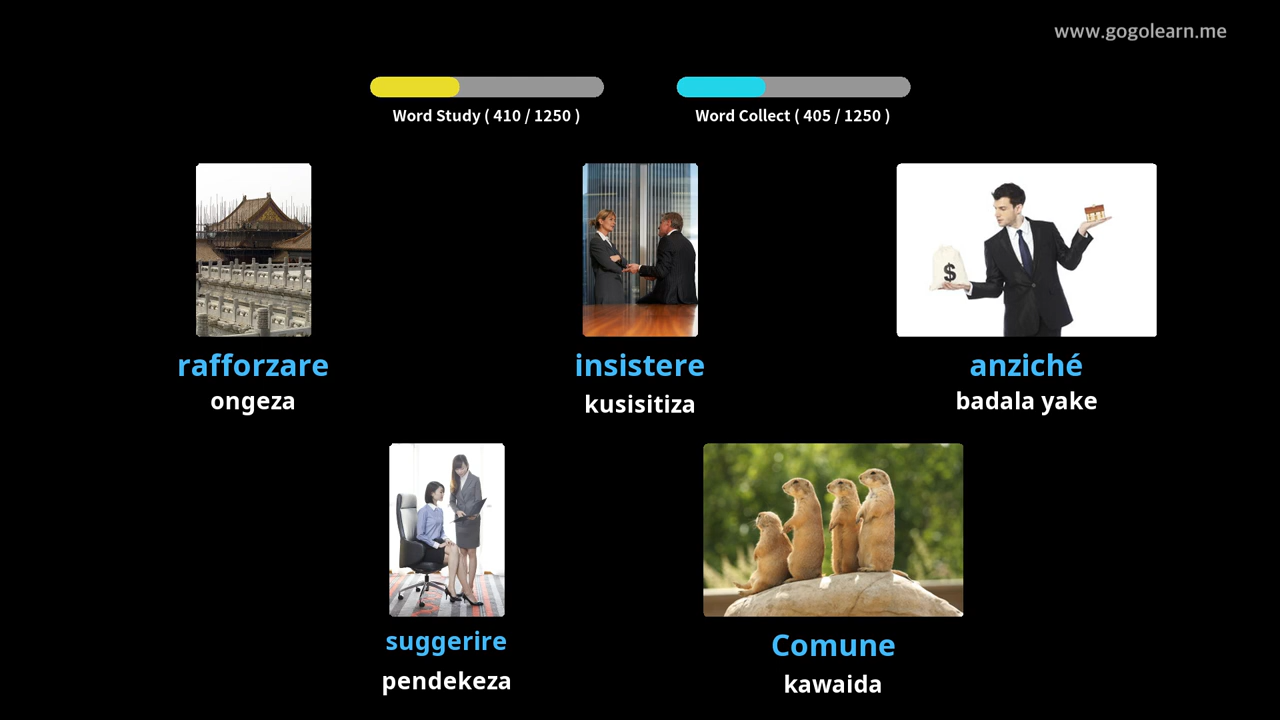 www.gogolearn.me
Word Study ( 410 / 1250 )
Word Collect ( 405 / 1250 )
rafforzare
ongeza
insistere
kusisitiza
anziché
badala yake
$
suggerire
pendekeza
Comune
kawaida